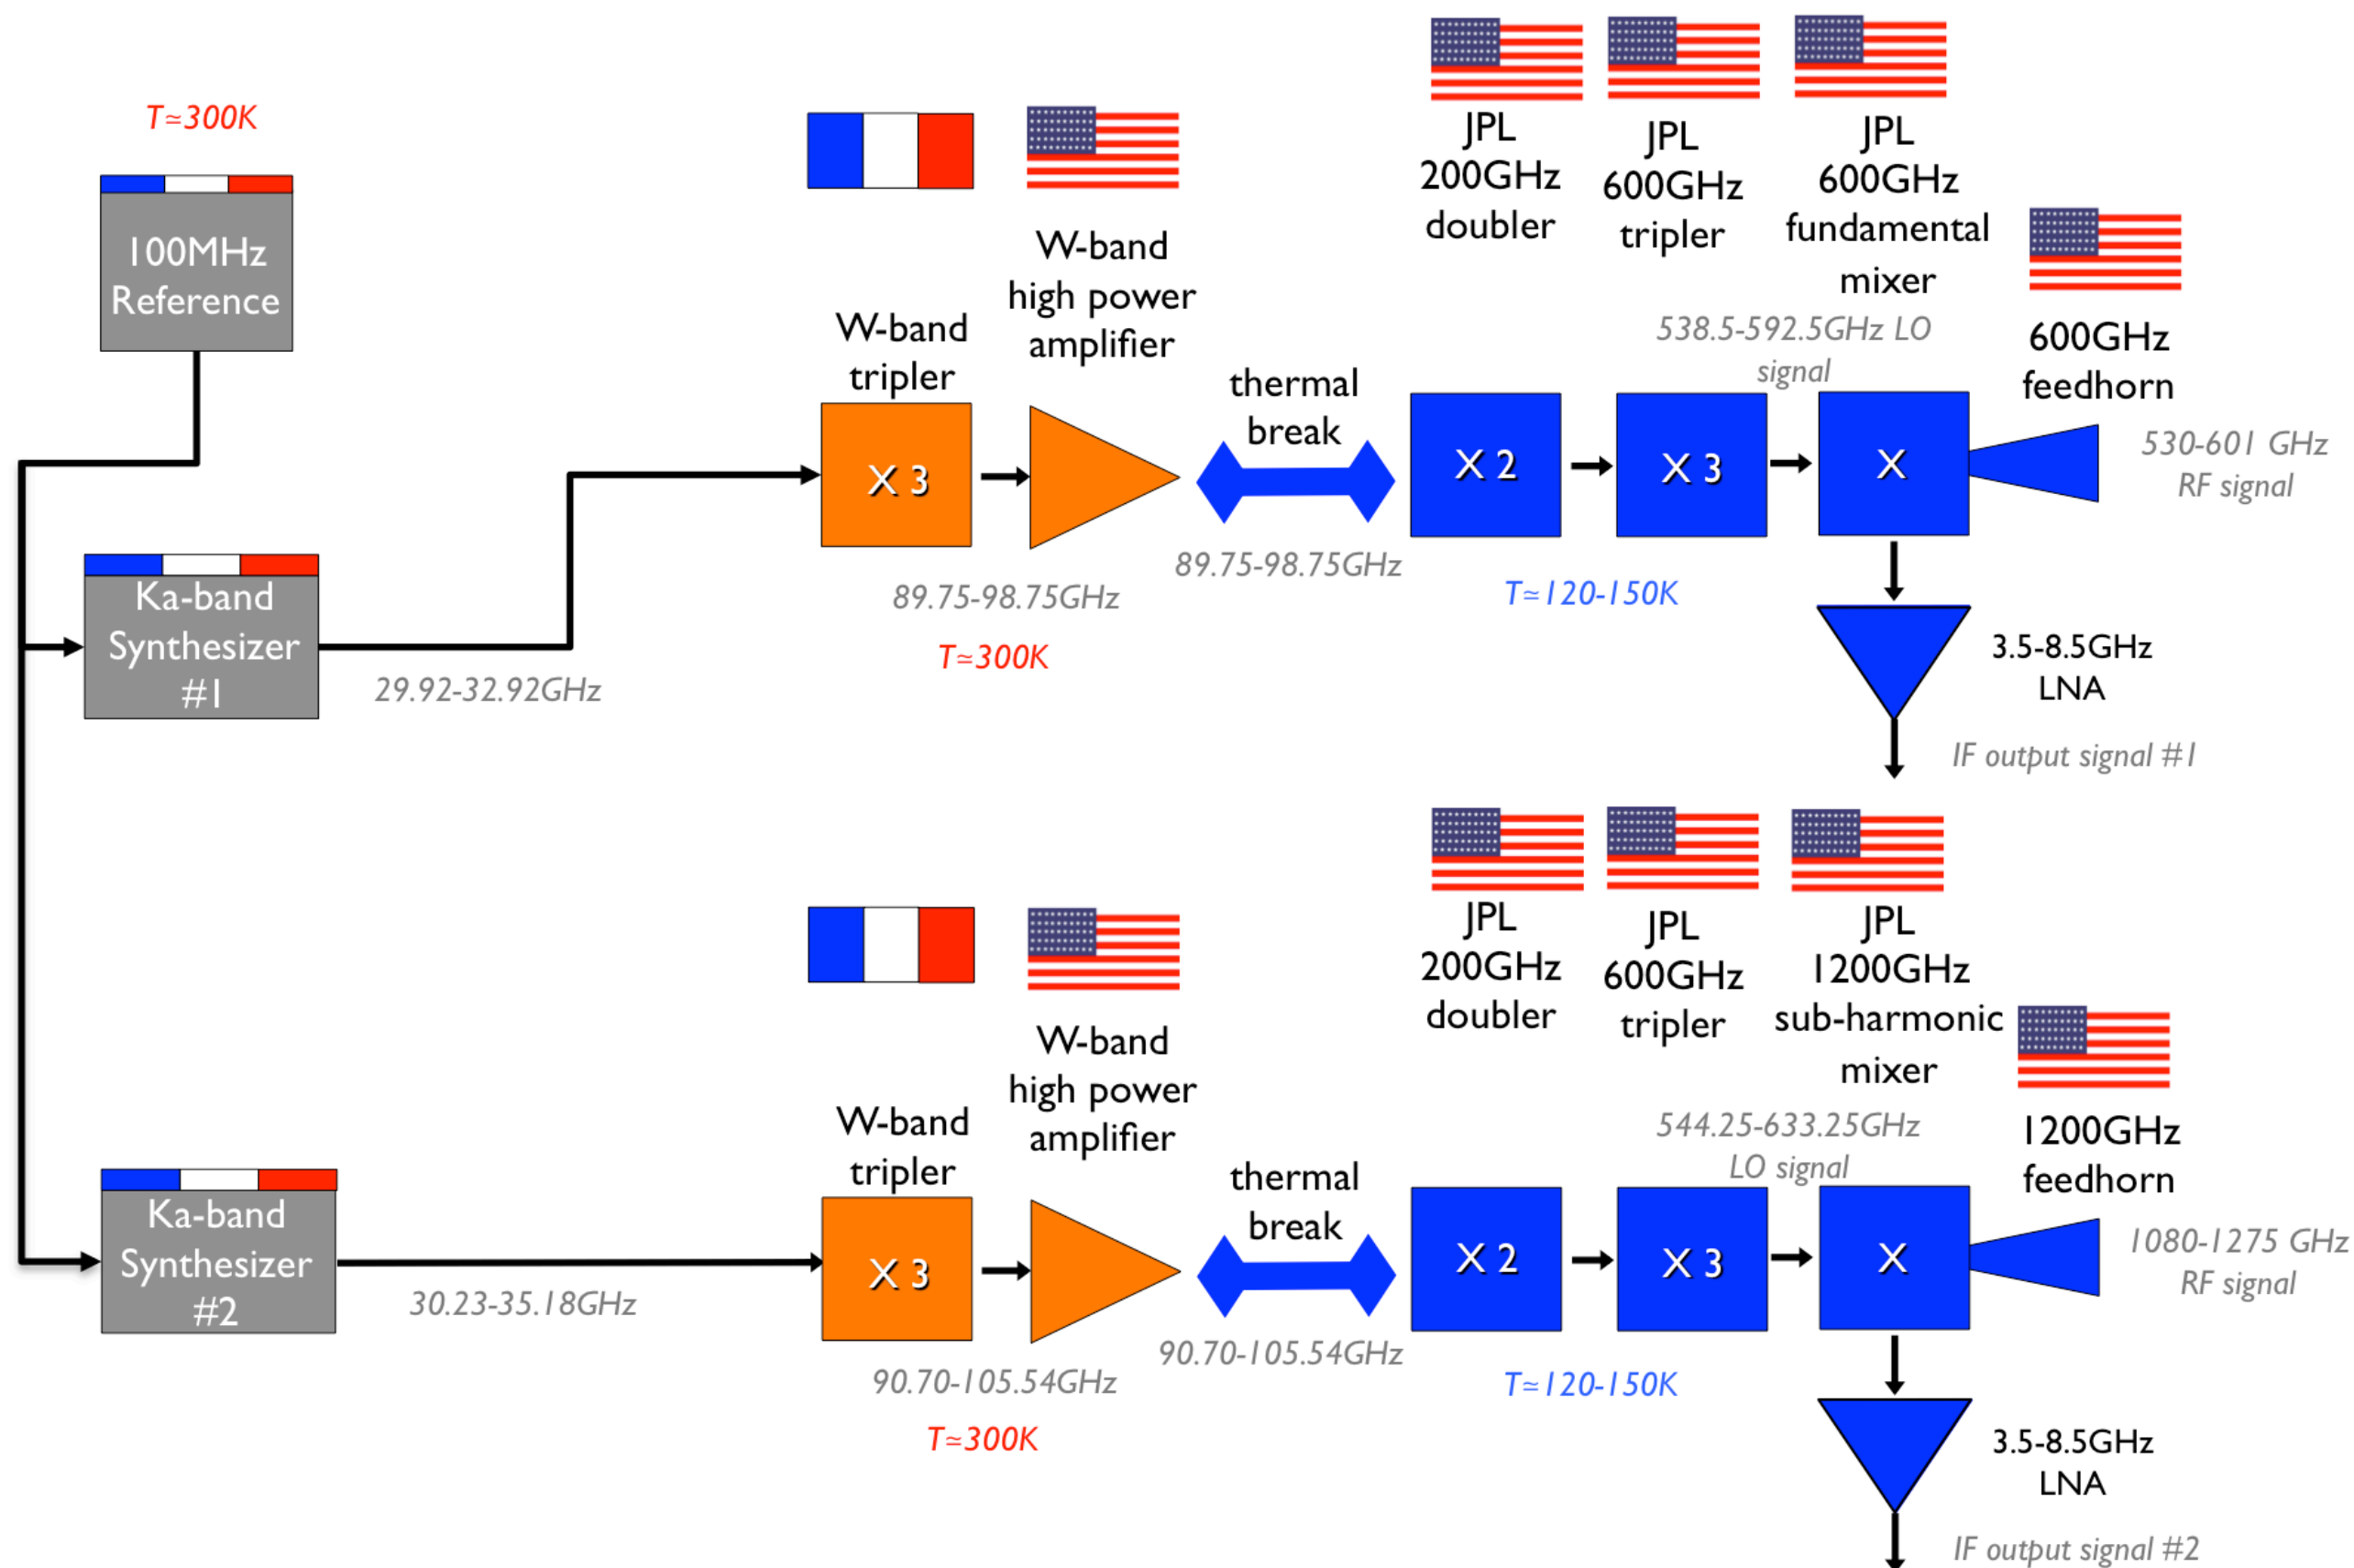 T≃300K
100MHz
Reference
Ka-band
Synthesizer
#1
29.92-32.92GHz
W-band
tripler
X 3
W-band
high power
amplifier
89.75-98.75GHz
T≃300K
thermal
break
89.75-98.75GHz
JPL
200GHz
doubler
X 2
T≃120-150K
JPL
600GHz
tripler
X 3
JPL
600GHz
fundamental
mixer
538.5-592.5GHz LO
signal
X
600GHz
feedhorn
530-601 GHz
RF signal
3.5-8.5GHz
LNA
IF output signal #1
Ka-band
Synthesizer
#2
30.23-35.18GHz
W-band
tripler
X 3
W-band
high power
amplifier
90.70-105.54GHz
T≃300K
thermal
break
90.70-105.54GHz
JPL
200GHz
doubler
X 2
T≃120-150K
JPL
600GHz
tripler
X 3
JPL
1200GHz
sub-harmonic
mixer
544.25-633.25GHz
LO signal
X
1200GHz
feedhorn
1080-1275 GHz
RF signal
3.5-8.5GHz
LNA
IF output signal #2